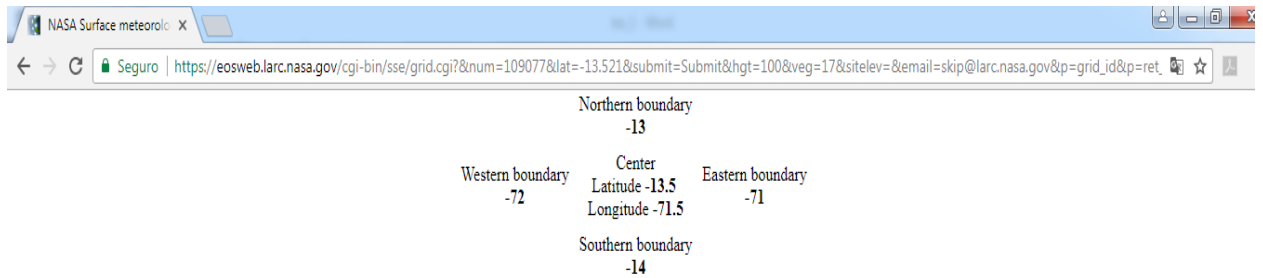 NASA Surface meteorolo
Seguro | https://eosweb.larc.nasa.gov/cgi-bin/sse/grid.cgi?&num=109077&lat=-13.521&submit=Submit&hgt=100&veg=17&sitelev=&email=skip@larc.nasa.gov&p=grid_id&p=ret_
Northern boundary
-13
Western boundary
-72
Center
Latitude -13.5
Longitude -71.5
Eastern boundary
-71
Southern boundary
-14